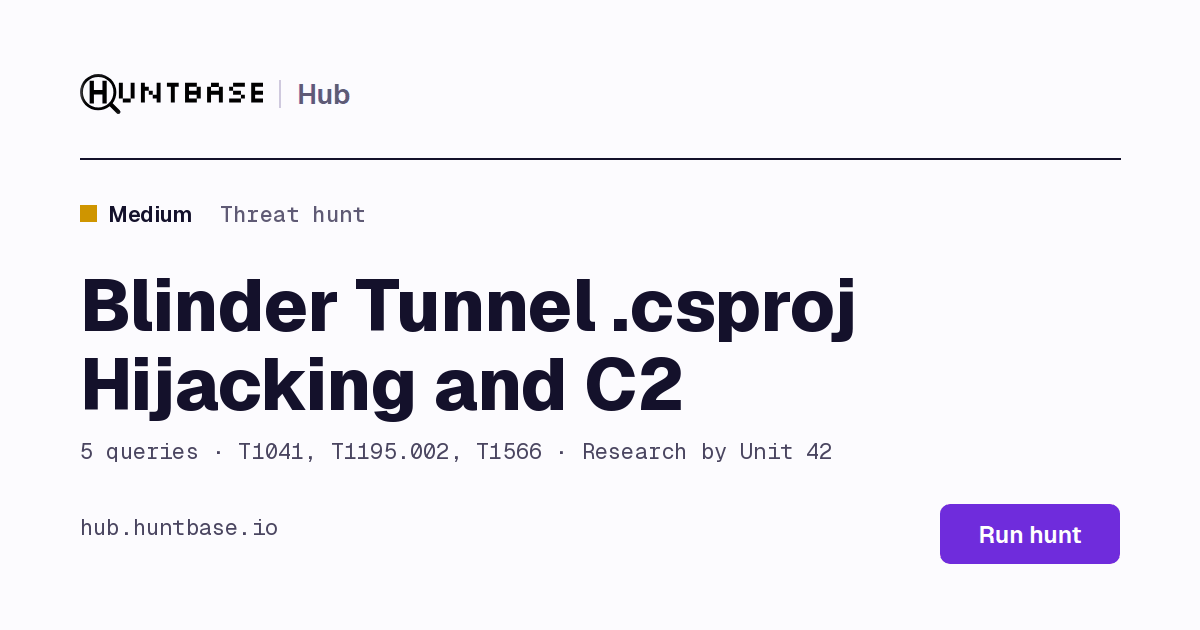 HUNTBASE Hub
Medium Threat hunt
Blinder Tunnel .csproj
Hijacking and C2
5 queries · T1041, T1195.002, T1566 · Research by Unit 42
hub.huntbase.io
Run hunt